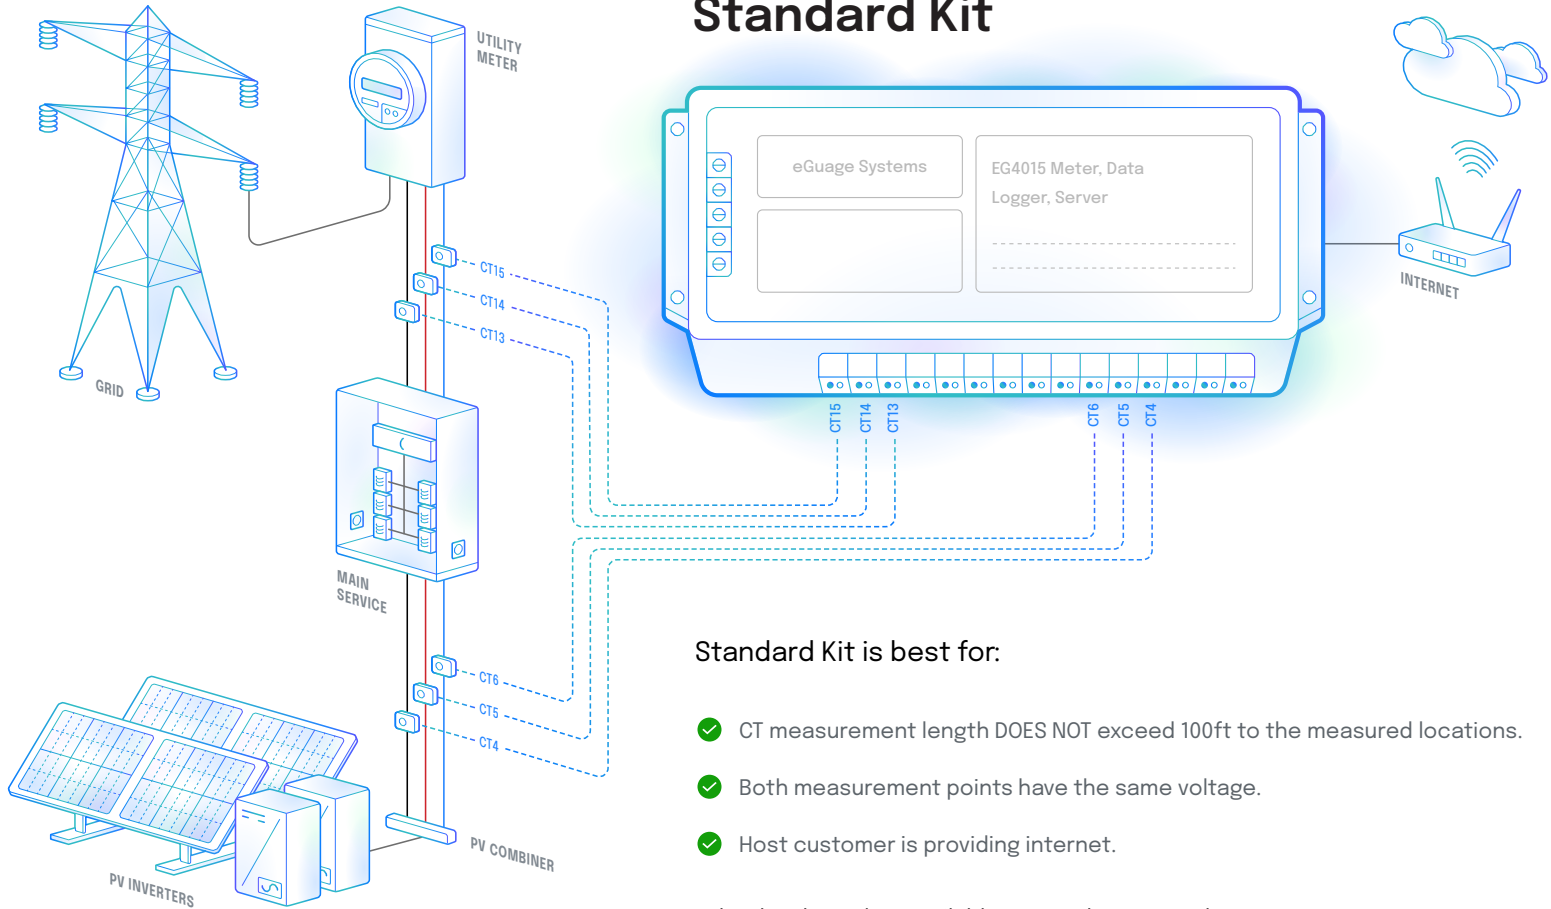 Standard Kit
UTILITY
METER
eGuage Systems
EG4015 Meter, Data
Logger, Server
INTERNET
CT15
CT14
CT13
GRID
CT15
CT14
CT13
CT6
CT5
CT4
MAIN
SERVICE
CT6
CT5
CT4
PV COMBINER
PV INVERTERS
Standard Kit is best for:
CT measurement length DOES NOT exceed 100ft to the measured locations.
Both measurement points have the same voltage.
Host customer is providing internet.